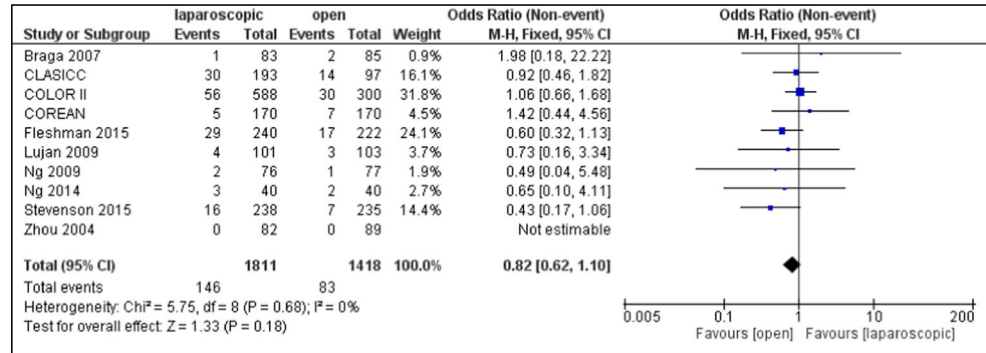 laparoscopic open Odds Ratio (Non-event) Odds Ratio (Non-event)
Study or Subgroup Events Total Events Total Weight M-H, Fixed, 95% CI M-H, Fixed, 95% CI
Braga 2007 1 83 2 85 0.9% 1.98 [0.18, 22.22]
CLASICC 30 193 14 97 16.1% 0.92 [0.46, 1.82]
COLOR II 56 588 30 300 31.8% 1.06 [0.66, 1.68]
COREAN 5 170 7 170 4.5% 1.42 [0.44, 4.56]
Fleshman 2015 29 240 17 222 24.1% 0.60 [0.32, 1.13]
Lujan 2009 4 101 3 103 3.7% 0.73 [0.16, 3.34]
Ng 2009 2 76 1 77 1.9% 0.49 [0.04, 5.48]
Ng 2014 3 40 2 40 2.7% 0.65 [0.10, 4.11]
Stevenson 2015 16 238 7 235 14.4% 0.43 [0.17, 1.06]
Zhou 2004 0 82 0 89 Not estimable
Total (95% CI) 1811 1418 100.0% 0.82 [0.62, 1.10]
Total events 146 83
Heterogeneity: Chi² = 5.75, df = 8 (P = 0.68); I² = 0%
Test for overall effect: Z = 1.33 (P = 0.18)
0.005 0.1 1 10 200
Favours [open] Favours [laparoscopic]